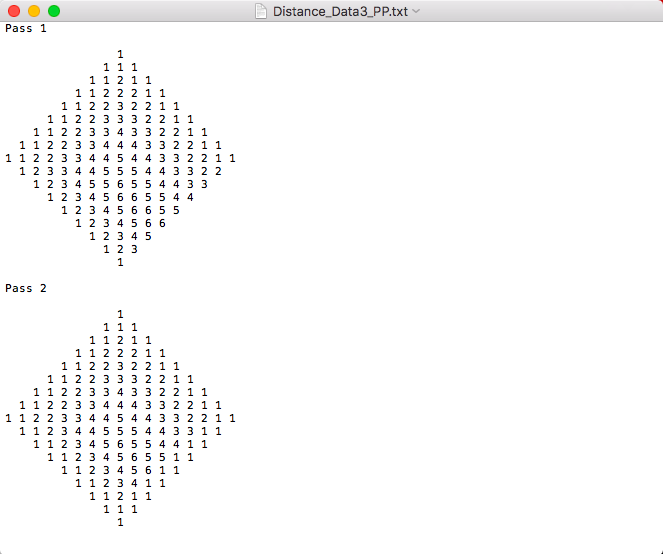 Distance_Data3_PP.txt
Pass 1
1
1 1 1
1 1 2 1 1
1 1 2 2 2 1 1
1 1 2 2 3 2 2 1 1
1 1 2 2 3 3 3 2 2 1 1
1 1 2 2 3 3 4 3 3 2 2 1 1
1 1 2 2 3 3 4 4 4 3 3 2 2 1 1
1 1 2 2 3 3 4 4 5 4 4 3 3 2 2 1 1
1 2 3 3 4 4 5 5 5 4 4 3 3 2 2
1 2 3 4 5 5 6 5 5 4 4 3 3
1 2 3 4 5 6 6 5 5 4 4
1 2 3 4 5 6 6 5 5
1 2 3 4 5 6 6
1 2 3 4 5
1 2 3
1
Pass 2
1
1 1 1
1 1 2 1 1
1 1 2 2 2 1 1
1 1 2 2 3 2 2 1 1
1 1 2 2 3 3 3 2 2 1 1
1 1 2 2 3 3 4 3 3 2 2 1 1
1 1 2 2 3 3 4 4 4 3 3 2 2 1 1
1 1 2 2 3 3 4 4 5 4 4 3 3 2 2 1 1
1 1 2 3 4 4 5 5 5 4 4 3 3 1 1
1 1 2 3 4 5 6 5 5 4 4 1 1
1 1 2 3 4 5 6 5 5 1 1
1 1 2 3 4 5 6 1 1
1 1 2 3 4 1 1
1 1 2 1 1
1 1 1
1